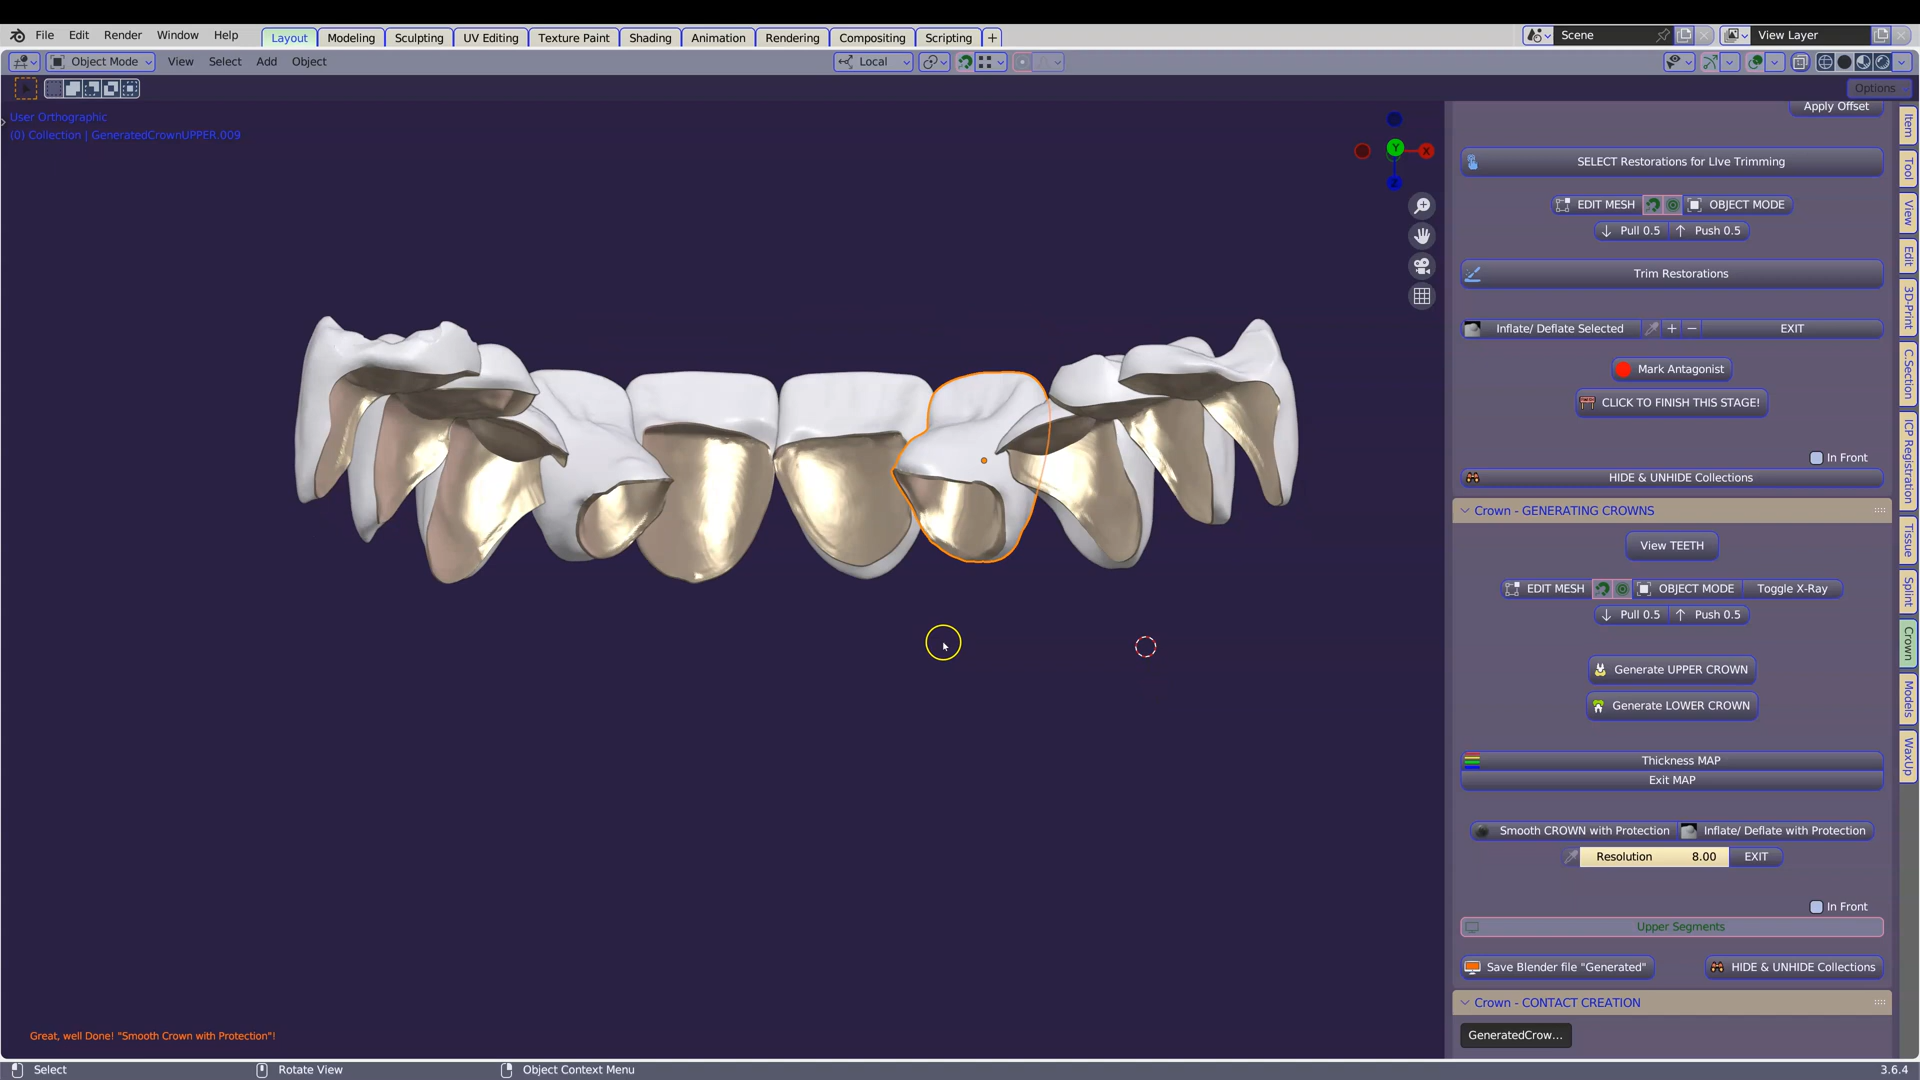 File Edit Render Window Help Layout Modeling Sculpting UV Editing Texture Paint Shading Animation Rendering Compositing Scripting + Scene View Layer
Object Mode View Select Add Object Local
Options
User Orthographic
(0) Collection | GeneratedCrownUPPER.009
Y X
Z
Apply Offset
SELECT Restorations for LIve Trimming
EDIT MESH OBJECT MODE
Pull 0.5 Push 0.5
Trim Restorations
Inflate/ Deflate Selected + − EXIT
Mark Antagonist
CLICK TO FINISH THIS STAGE!
In Front
HIDE & UNHIDE Collections
Crown - GENERATING CROWNS
View TEETH
EDIT MESH OBJECT MODE Toggle X-Ray
Pull 0.5 Push 0.5
Generate UPPER CROWN
Generate LOWER CROWN
Thickness MAP
Exit MAP
Smooth CROWN with Protection Inflate/ Deflate with Protection
Resolution 8.00 EXIT
In Front
Upper Segments
Save Blender file "Generated" HIDE & UNHIDE Collections
Crown - CONTACT CREATION
GeneratedCrow...
Item
Tool
View
Edit
3D-Print
C.Section
ICP Registration
Tissue
Splint
Crown
Models
WaxUp
Great, well Done! "Smooth Crown with Protection"!
Select Rotate View Object Context Menu 3.6.4